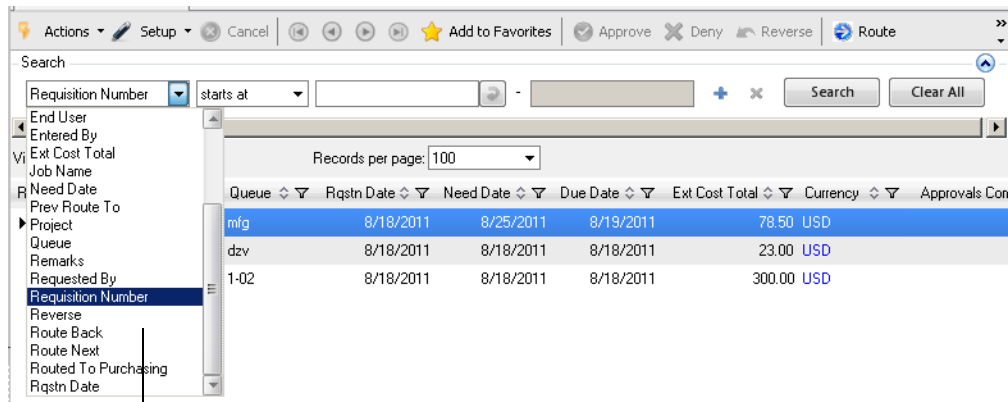 Actions Setup Cancel Add to Favorites Approve Deny Reverse Route »
Search
Requisition Number starts at - Search Clear All
End User
Entered By
Ext Cost Total
Job Name
Need Date
Prev Route To
Project
Queue
Remarks
Requested By
Requisition Number
Reverse
Route Back
Route Next
Routed To Purchasing
Rqstn Date
Vi Records per page: 100
R Queue Rqstn Date Need Date Due Date Ext Cost Total Currency Approvals Con
mfg 8/18/2011 8/25/2011 8/19/2011 78.50 USD
dzv 8/18/2011 8/18/2011 8/18/2011 23.00 USD
1-02 8/18/2011 8/18/2011 8/18/2011 300.00 USD